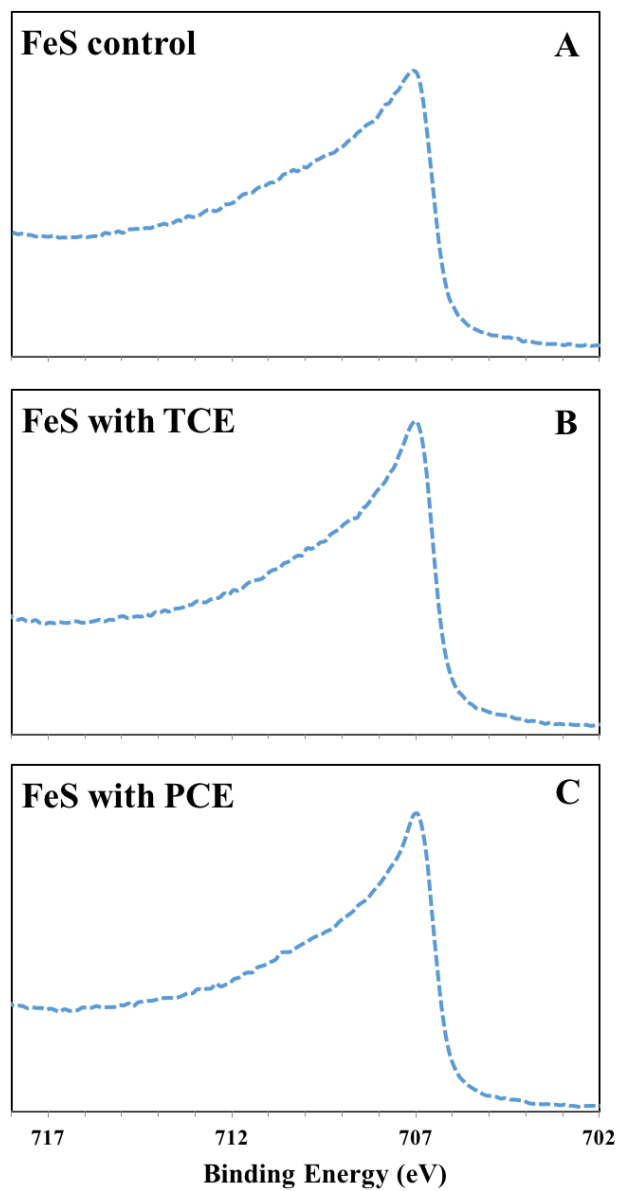 FeS control A
FeS with TCE B
FeS with PCE C
717 712 707 702
Binding Energy (eV)